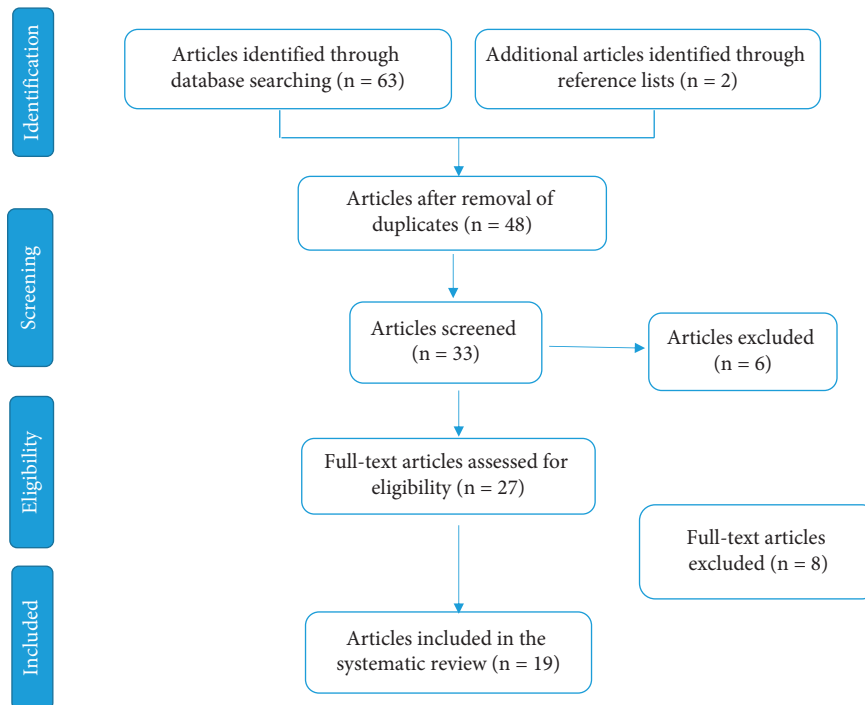 Identification
Articles identified through
database searching (n = 63)
Additional articles identified through
reference lists (n = 2)
Screening
Articles after removal of
duplicates (n = 48)
Articles screened
(n = 33)
Articles excluded
(n = 6)
Eligibility
Full-text articles assessed for
eligibility (n = 27)
Full-text articles
excluded (n = 8)
Included
Articles included in the
systematic review (n = 19)